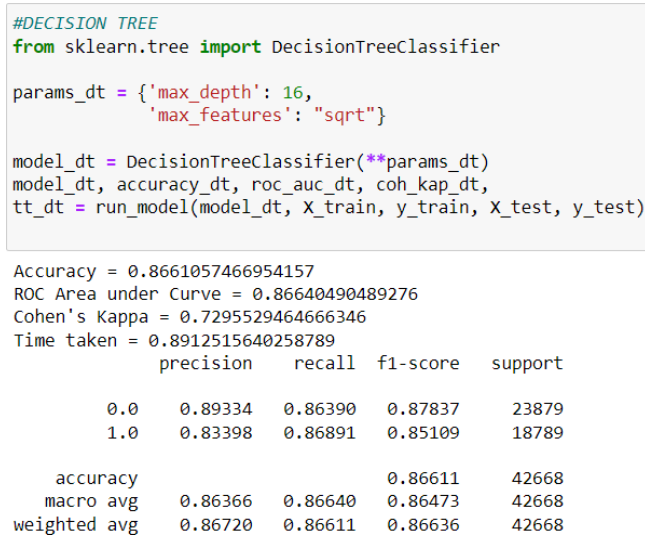 #DECISION TREE
from sklearn.tree import DecisionTreeClassifier
params_dt = {'max_depth': 16,
'max_features': "sqrt"}
model_dt = DecisionTreeClassifier(**params_dt)
model_dt, accuracy_dt, roc_auc_dt, coh_kap_dt,
tt_dt = run_model(model_dt, X_train, y_train, X_test, y_test)
Accuracy = 0.8661057466954157
ROC Area under Curve = 0.86640490489276
Cohen's Kappa = 0.7295529464666346
Time taken = 0.8912515640258789
precision recall f1-score support
0.0 0.89334 0.86390 0.87837 23879
1.0 0.83398 0.86891 0.85109 18789
accuracy 0.86611 42668
macro avg 0.86366 0.86640 0.86473 42668
weighted avg 0.86720 0.86611 0.86636 42668